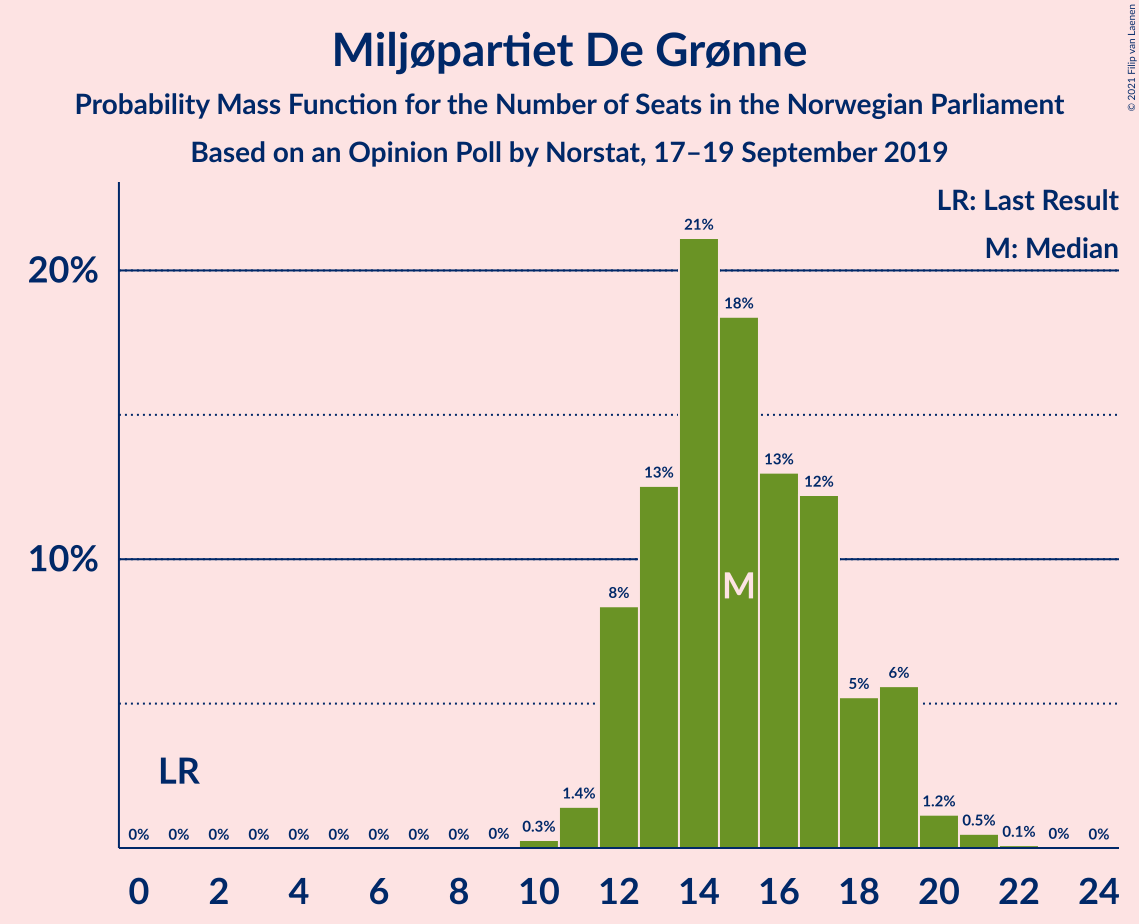 Miljøpartiet De Grønne
Probability Mass Function for the Number of Seats in the Norwegian Parliament
Based on an Opinion Poll by Norstat, 17–19 September 2019
© 2021 Filip van Laenen
LR: Last Result
M: Median
20%
10%
21%
18%
13%
13%
12%
8%
M
5%
6%
LR
0% 0% 0% 0% 0% 0% 0% 0% 0% 0% 0.3% 1.4% 1.2% 0.5% 0.1% 0% 0%
0 2 4 6 8 10 12 14 16 18 20 22 24